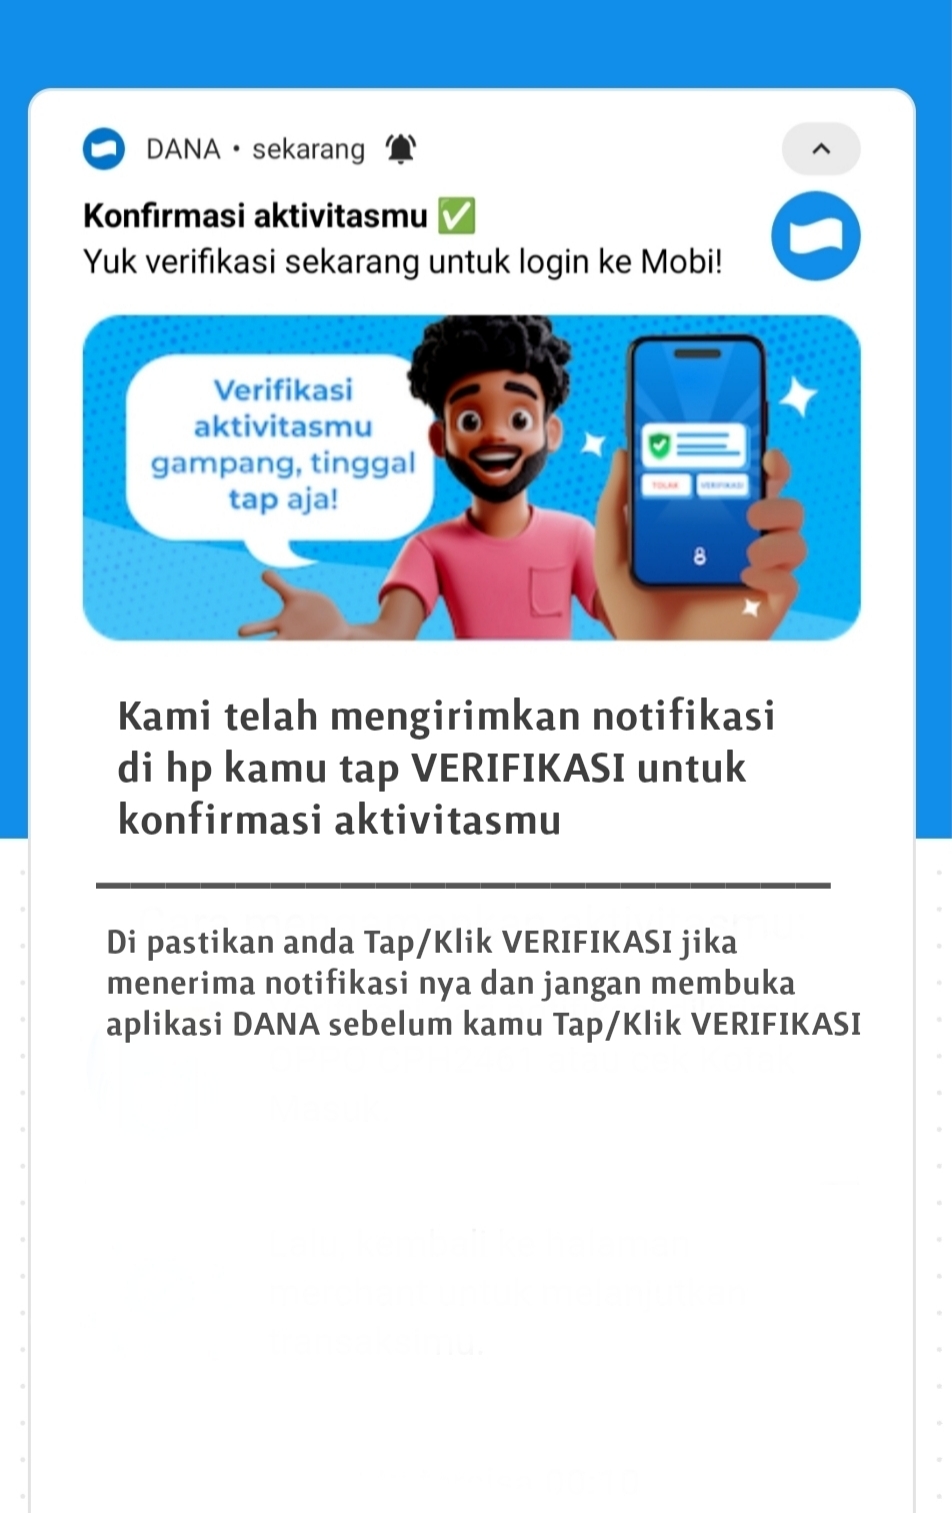 DANA • sekarang
Konfirmasi aktivitasmu ✅
Yuk verifikasi sekarang untuk login ke Mobi!
Verifikasi
aktivitasmu
gampang, tinggal
tap aja!
TOLAK VERIFIKASI
8
Kami telah mengirimkan notifikasi
di hp kamu tap VERIFIKASI untuk
konfirmasi aktivitasmu
Di pastikan anda Tap/Klik VERIFIKASI jika
menerima notifikasi nya dan jangan membuka
aplikasi DANA sebelum kamu Tap/Klik VERIFIKASI